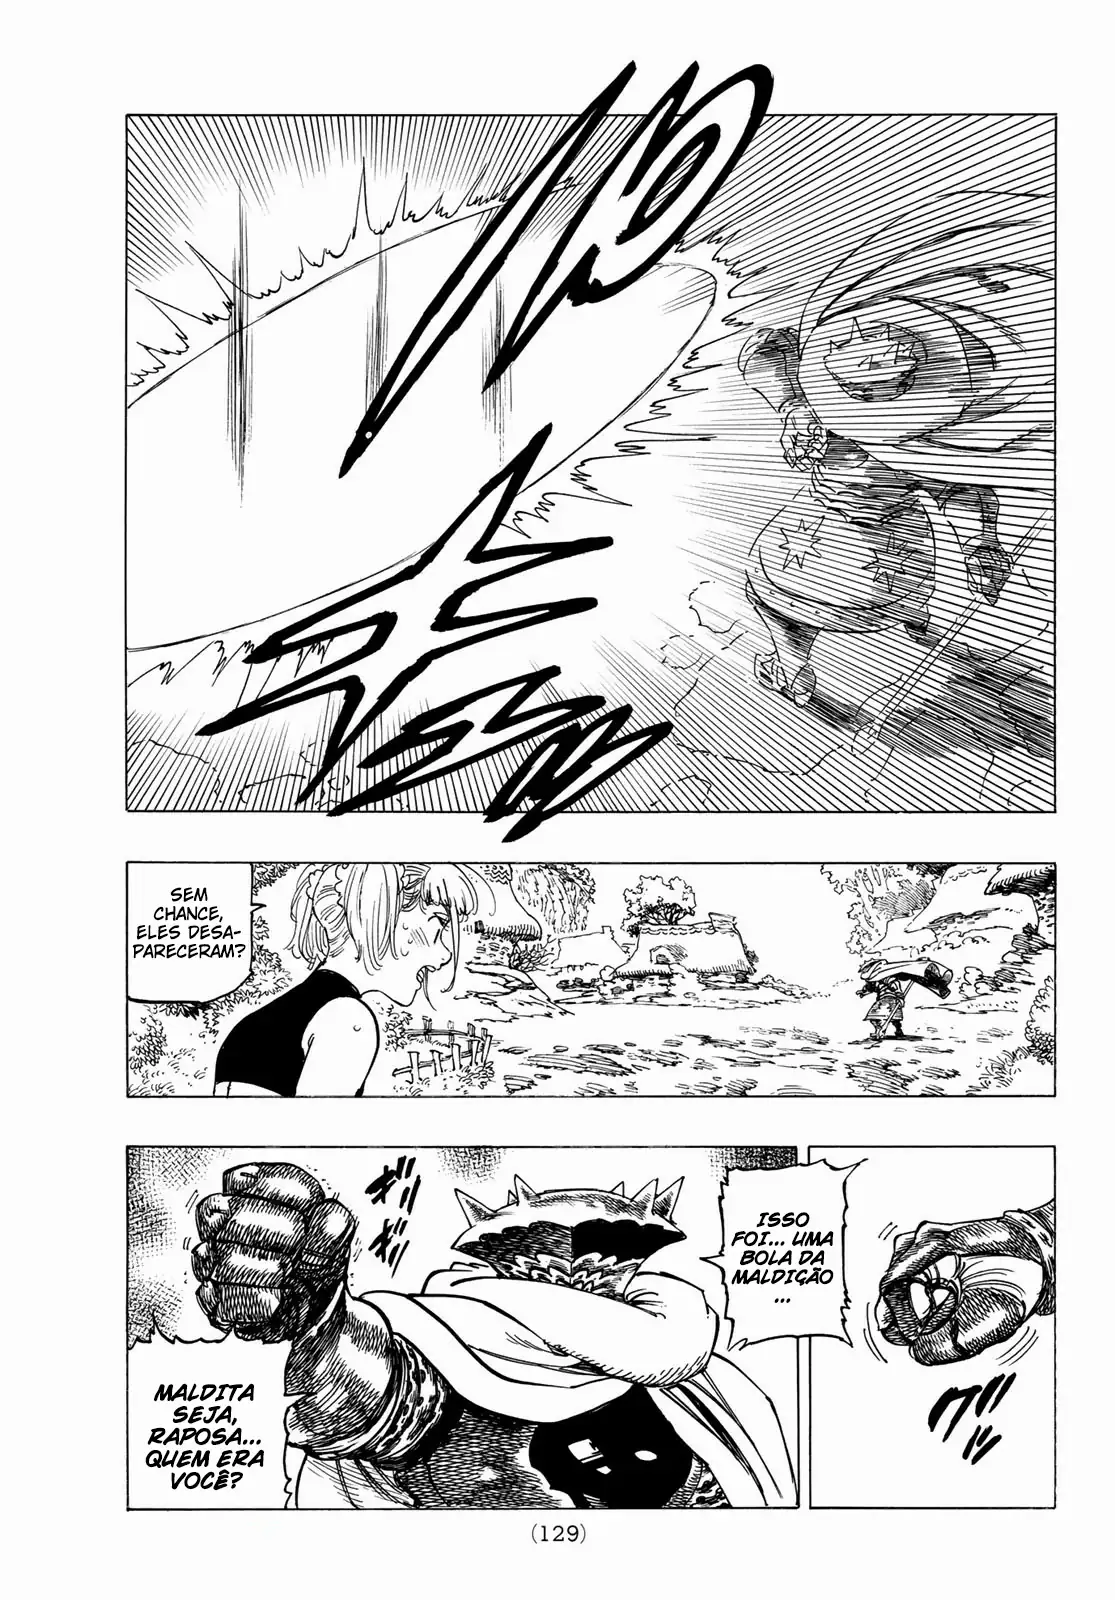 SEM
CHANCE,
ELES DESA-
PARECERAM?
ISSO
FOI... UMA
BOLA DA
MALDIÇÃO
...
MALDITA
SEJA,
RAPOSA...
QUEM ERA
VOCÊ?
(129)